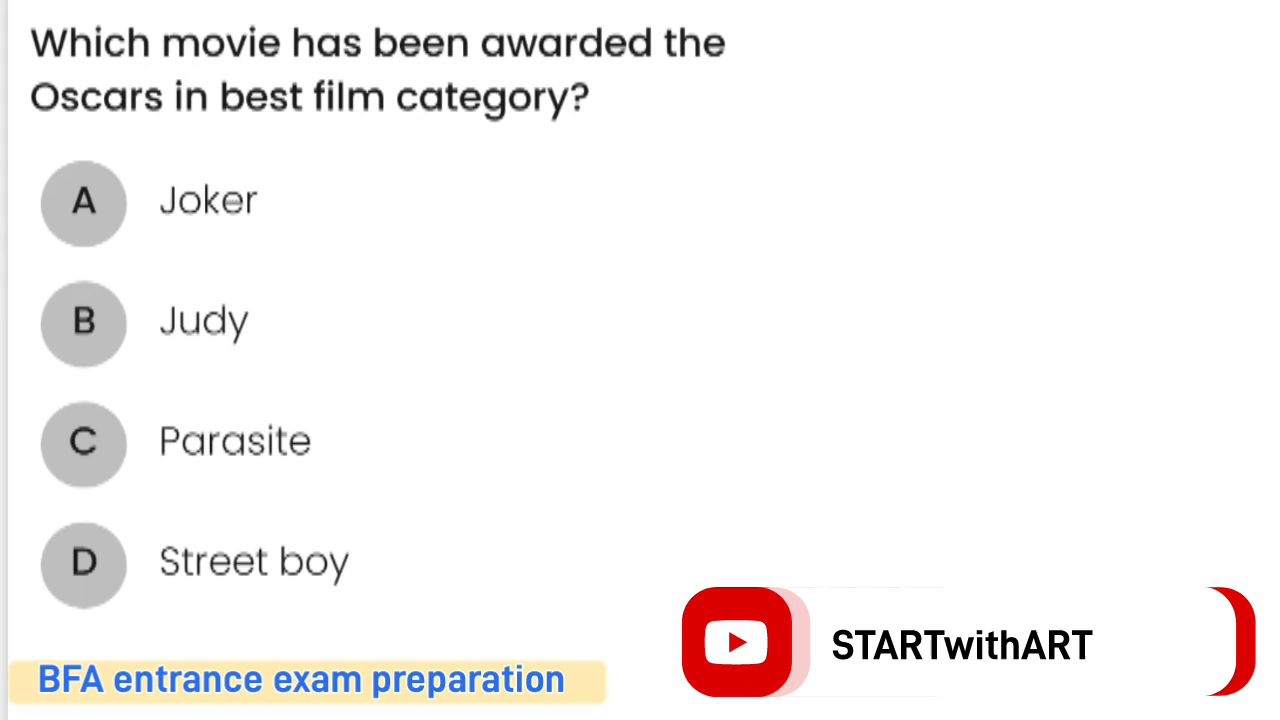 Which movie has been awarded the
Oscars in best film category?
A Joker
B Judy
C Parasite
D Street boy
BFA entrance exam preparation
STARTwithART